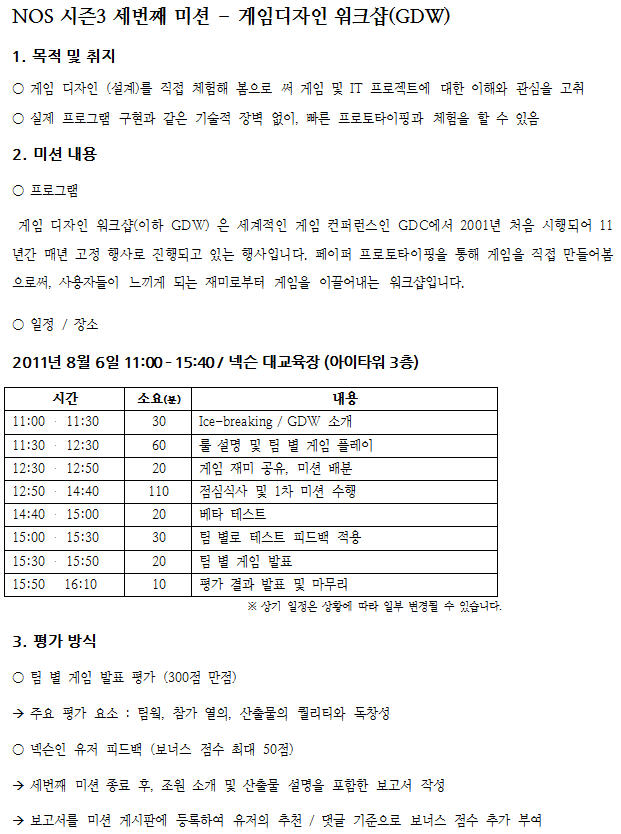 NOS 시즌3 세번째 미션 - 게임디자인 워크샵(GDW)
1. 목적 및 취지
○ 게임 디자인 (설계)를 직접 체험해 봄으로 써 게임 및 IT 프로젝트에 대한 이해와 관심을 고취
○ 실제 프로그램 구현과 같은 기술적 장벽 없이, 빠른 프로토타이핑과 체험을 할 수 있음
2. 미션 내용
○ 프로그램
게임 디자인 워크샵(이하 GDW) 은 세계적인 게임 컨퍼런스인 GDC에서 2001년 처음 시행되어 11
년간 매년 고정 행사로 진행되고 있는 행사입니다. 페이퍼 프로토타이핑을 통해 게임을 직접 만들어봄
으로써, 사용자들이 느끼게 되는 재미로부터 게임을 이끌어내는 워크샵입니다.
○ 일정 / 장소
2011년 8월 6일 11:00 - 15:40 / 넥슨 대교육장 (아이타워 3층)
시간 소요(분) 내용
11:00 - 11:30 30 Ice-breaking / GDW 소개
11:30 - 12:30 60 룰 설명 및 팀 별 게임 플레이
12:30 - 12:50 20 게임 재미 공유, 미션 배분
12:50 - 14:40 110 점심식사 및 1차 미션 수행
14:40 - 15:00 20 베타 테스트
15:00 - 15:30 30 팀 별로 테스트 피드백 적용
15:30 - 15:50 20 팀 별 게임 발표
15:50 16:10 10 평가 결과 발표 및 마무리
※ 상기 일정은 상황에 따라 일부 변경될 수 있습니다.
3. 평가 방식
○ 팀 별 게임 발표 평가 (300점 만점)
→ 주요 평가 요소 : 팀웍, 참가 열의, 산출물의 퀄리티와 독창성
○ 넥슨인 유저 피드백 (보너스 점수 최대 50점)
→ 세번째 미션 종료 후, 조원 소개 및 산출물 설명을 포함한 보고서 작성
→ 보고서를 미션 게시판에 등록하여 유저의 추천 / 댓글 기준으로 보너스 점수 추가 부여